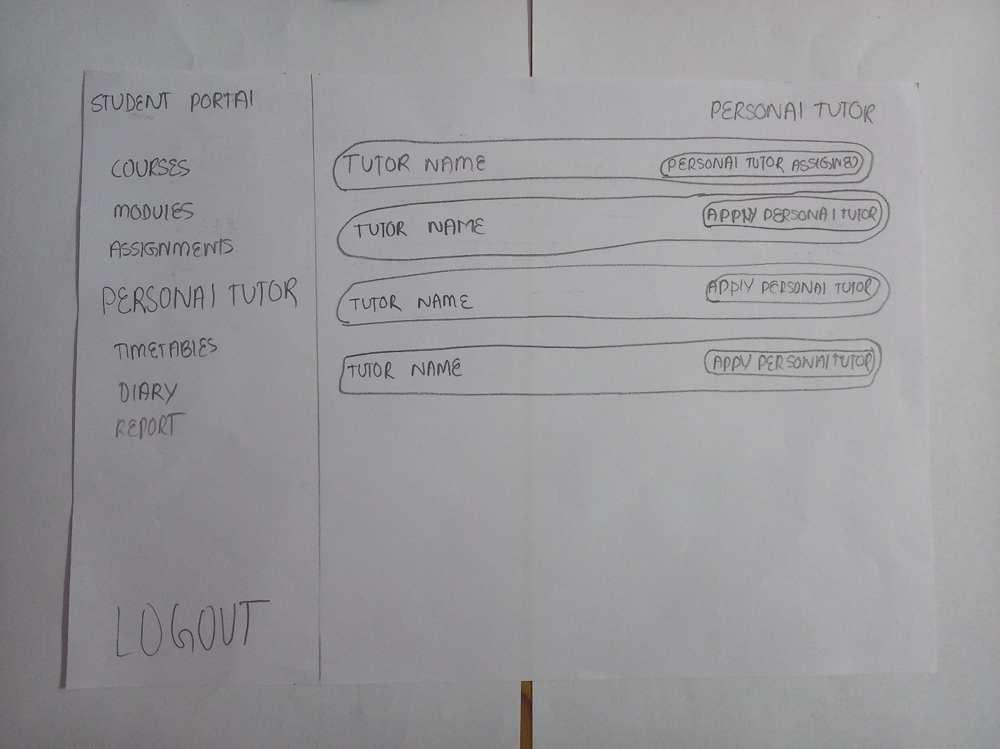 STUDENT PORTAl
COURSES
MODUlES
ASSIGNMENTS
PERSONAl TUTOR
TIMETABlES
DIARY
REPORT
LOGOUT
PERSONAl TUTOR
TUTOR NAME
PERSONAl TUTOR ASSIGNED
TUTOR NAME
APPlY PERSONAl TUTOR
TUTOR NAME
APPlY PERSONAl TUTOR
TUTOR NAME
APPY PERSONAl TUTOR